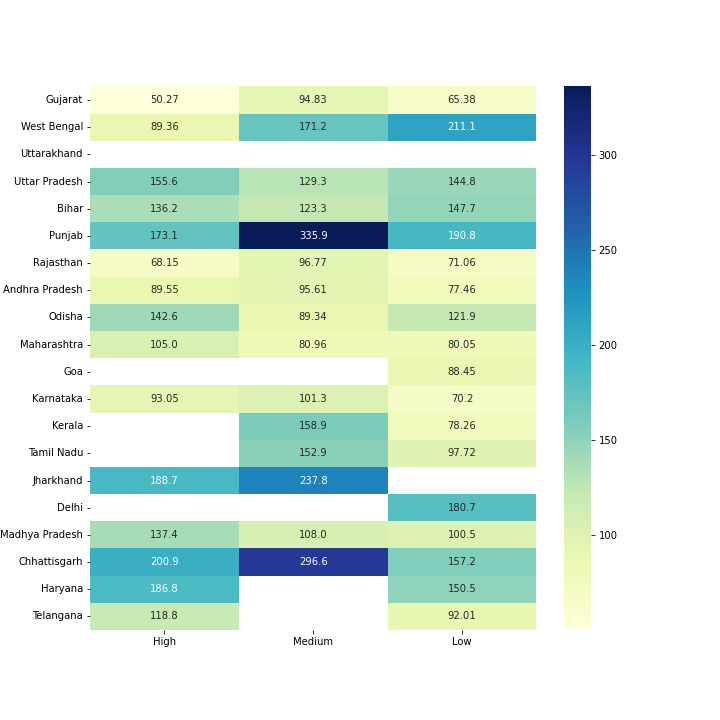 Gujarat 50.27 94.83 65.38
West Bengal 89.36 171.2 211.1
Uttarakhand
Uttar Pradesh 155.6 129.3 144.8
Bihar 136.2 123.3 147.7
Punjab 173.1 335.9 190.8
Rajasthan 68.15 96.77 71.06
Andhra Pradesh 89.55 95.61 77.46
Odisha 142.6 89.34 121.9
Maharashtra 105.0 80.96 80.05
Goa 88.45
Karnataka 93.05 101.3 70.2
Kerala 158.9 78.26
Tamil Nadu 152.9 97.72
Jharkhand 188.7 237.8
Delhi 180.7
Madhya Pradesh 137.4 108.0 100.5
Chhattisgarh 200.9 296.6 157.2
Haryana 186.8 150.5
Telangana 118.8 92.01
High Medium Low
300
250
200
150
100